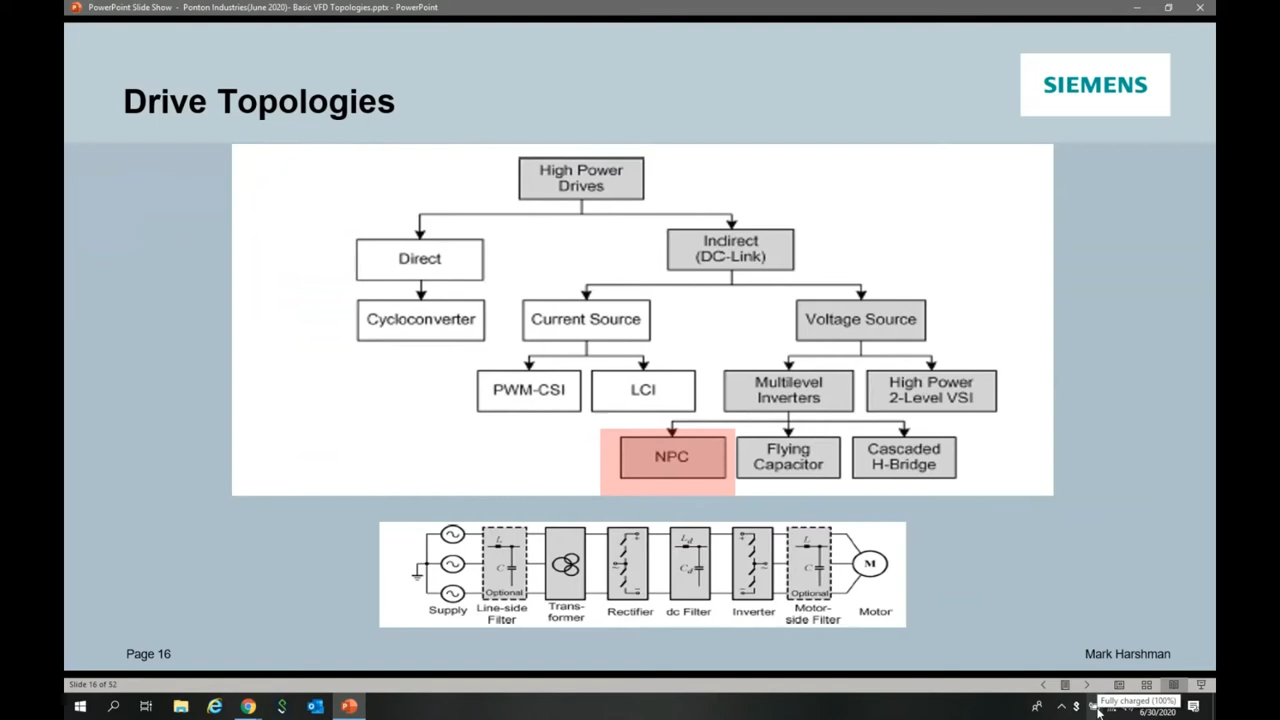 PowerPoint Slide Show - Ponton Industries(June 2020)- Basic VFD Topologies.pptx - PowerPoint
Drive Topologies
SIEMENS
High Power
Drives
Direct
Indirect
(DC-Link)
Cycloconverter
Current Source
Voltage Source
PWM-CSI
LCI
Multilevel
Inverters
High Power
2-Level VSI
NPC
Flying
Capacitor
Cascaded
H-Bridge
L
C
Optional
L d
C d
L
C
Optional
M
Supply
Line-side
Filter
Trans-
former
Rectifier
dc Filter
Inverter
Motor-
side Filter
Motor
Page 16
Mark Harshman
Slide 16 of 52
Fully charged (100%)
6/30/2020